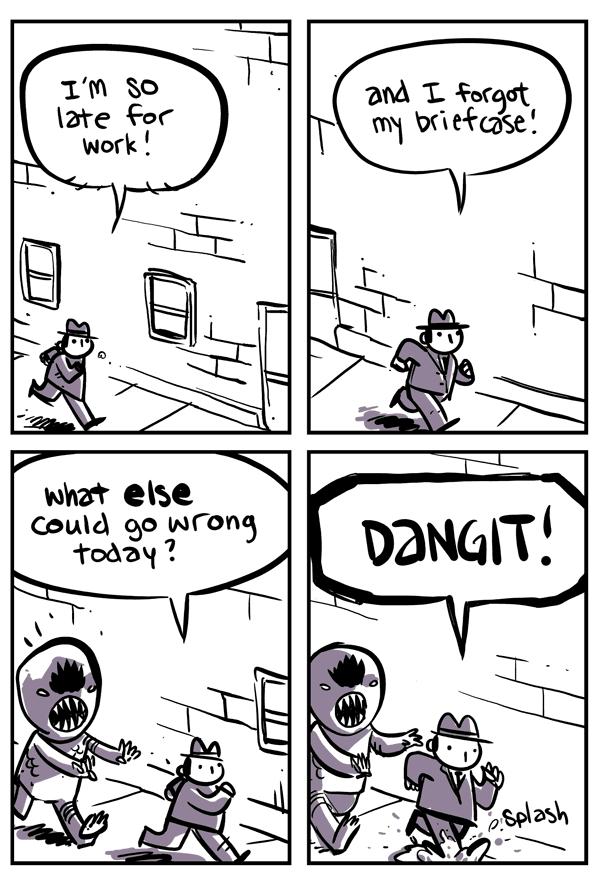 I'm so
late for
work!
and I forgot
my briefcase!
what else
could go wrong
today?
DANGIT!
splash